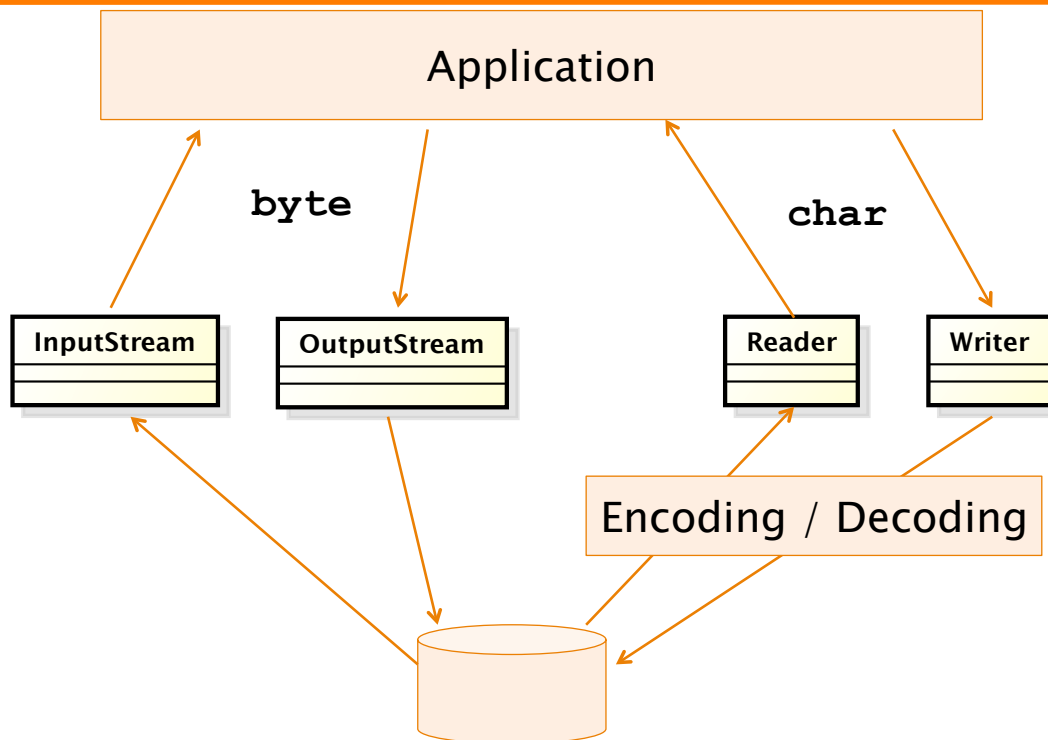 Application
byte
char
InputStream
OutputStream
Reader
Writer
Encoding / Decoding